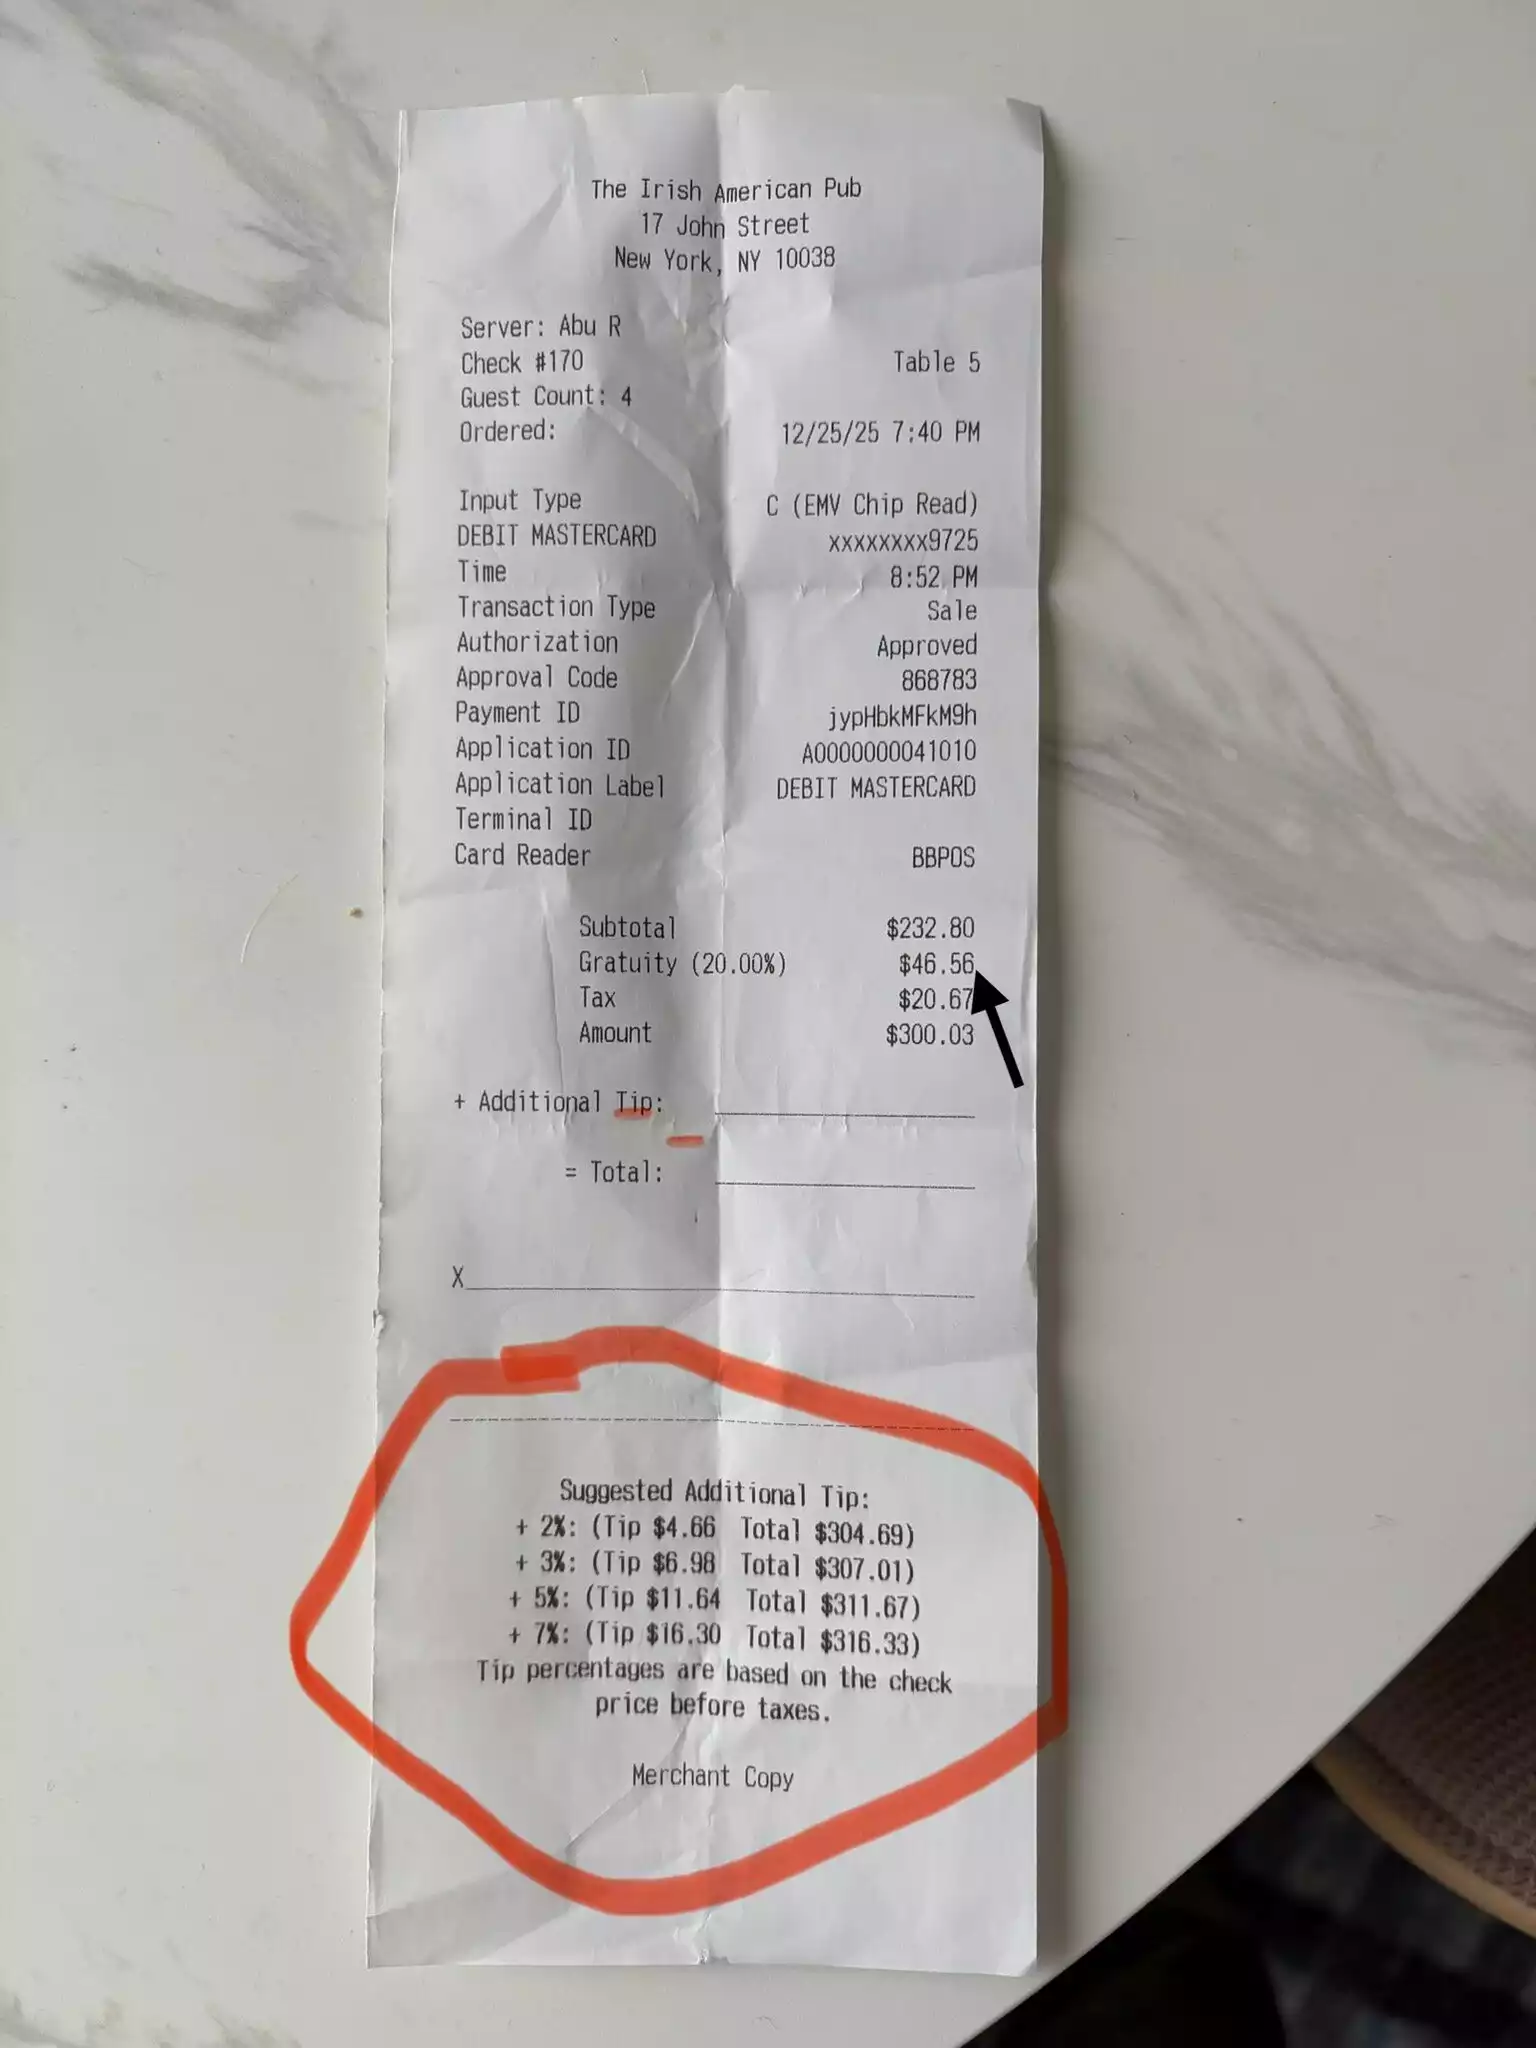 The Irish American Pub
17 John Street
New York, NY 10038
Server: Abu R
Check #170 Table 5
Guest Count: 4
Ordered: 12/25/25 7:40 PM
Input Type C (EMV Chip Read)
DEBIT MASTERCARD xxxxxxxx9725
Time 8:52 PM
Transaction Type Sale
Authorization Approved
Approval Code 868783
Payment ID jypHbkMFkM9h
Application ID A0000000041010
Application Label DEBIT MASTERCARD
Terminal ID
Card Reader BBPOS
Subtotal $232.80
Gratuity (20.00%) $46.56
Tax $20.67
Amount $300.03
+ Additional Tip:
= Total:
X
Suggested Additional Tip:
+ 2%: (Tip $4.66 Total $304.69)
+ 3%: (Tip $6.98 Total $307.01)
+ 5%: (Tip $11.64 Total $311.67)
+ 7%: (Tip $16.30 Total $316.33)
Tip percentages are based on the check
price before taxes.
Merchant Copy